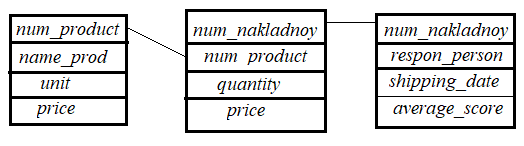 num_product
name_prod
unit
price
num_nakladnoy
num product
quantity
price
num_nakladnoy
respon_person
shipping_date
average_score